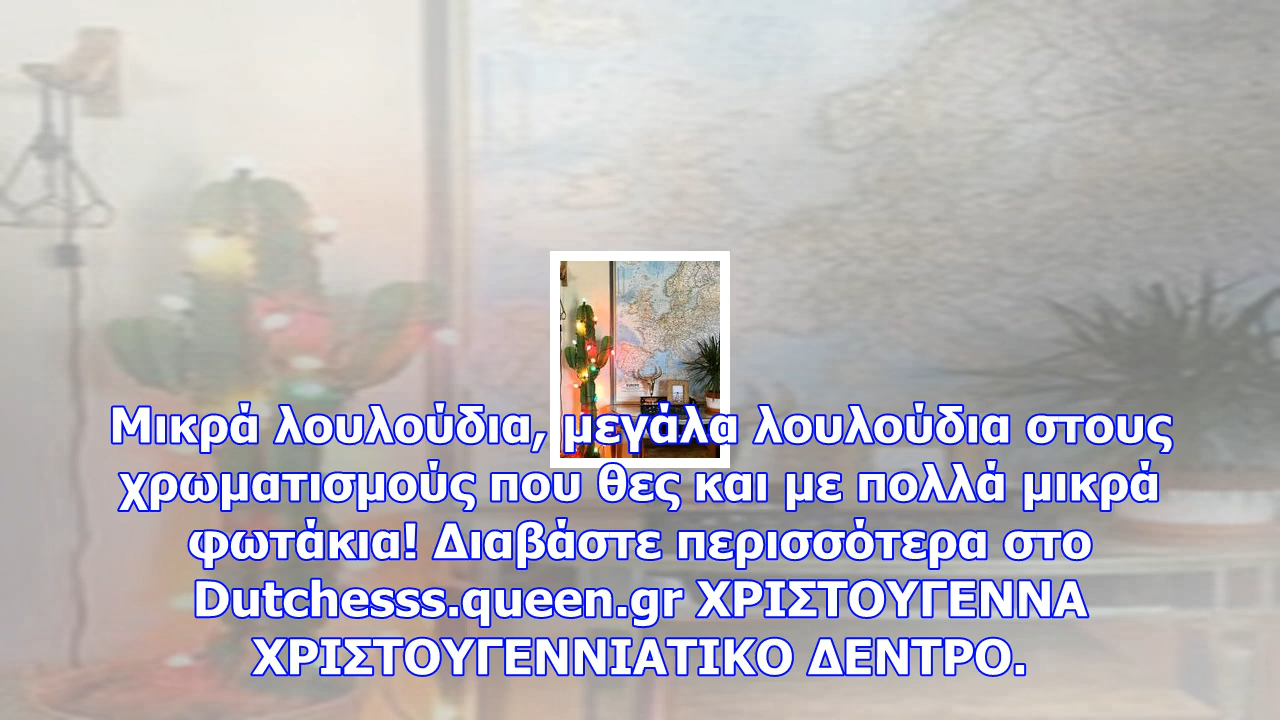 Μικρά λουλούδια, μεγάλα λουλούδια στους
χρωματισμούς που θες και με πολλά μικρά
φωτάκια! Διαβάστε περισσότερα στο
Dutchesss.queen.gr ΧΡΙΣΤΟΥΓΕΝΝΑ
ΧΡΙΣΤΟΥΓΕΝΝΙΑΤΙΚΟ ΔΕΝΤΡΟ.